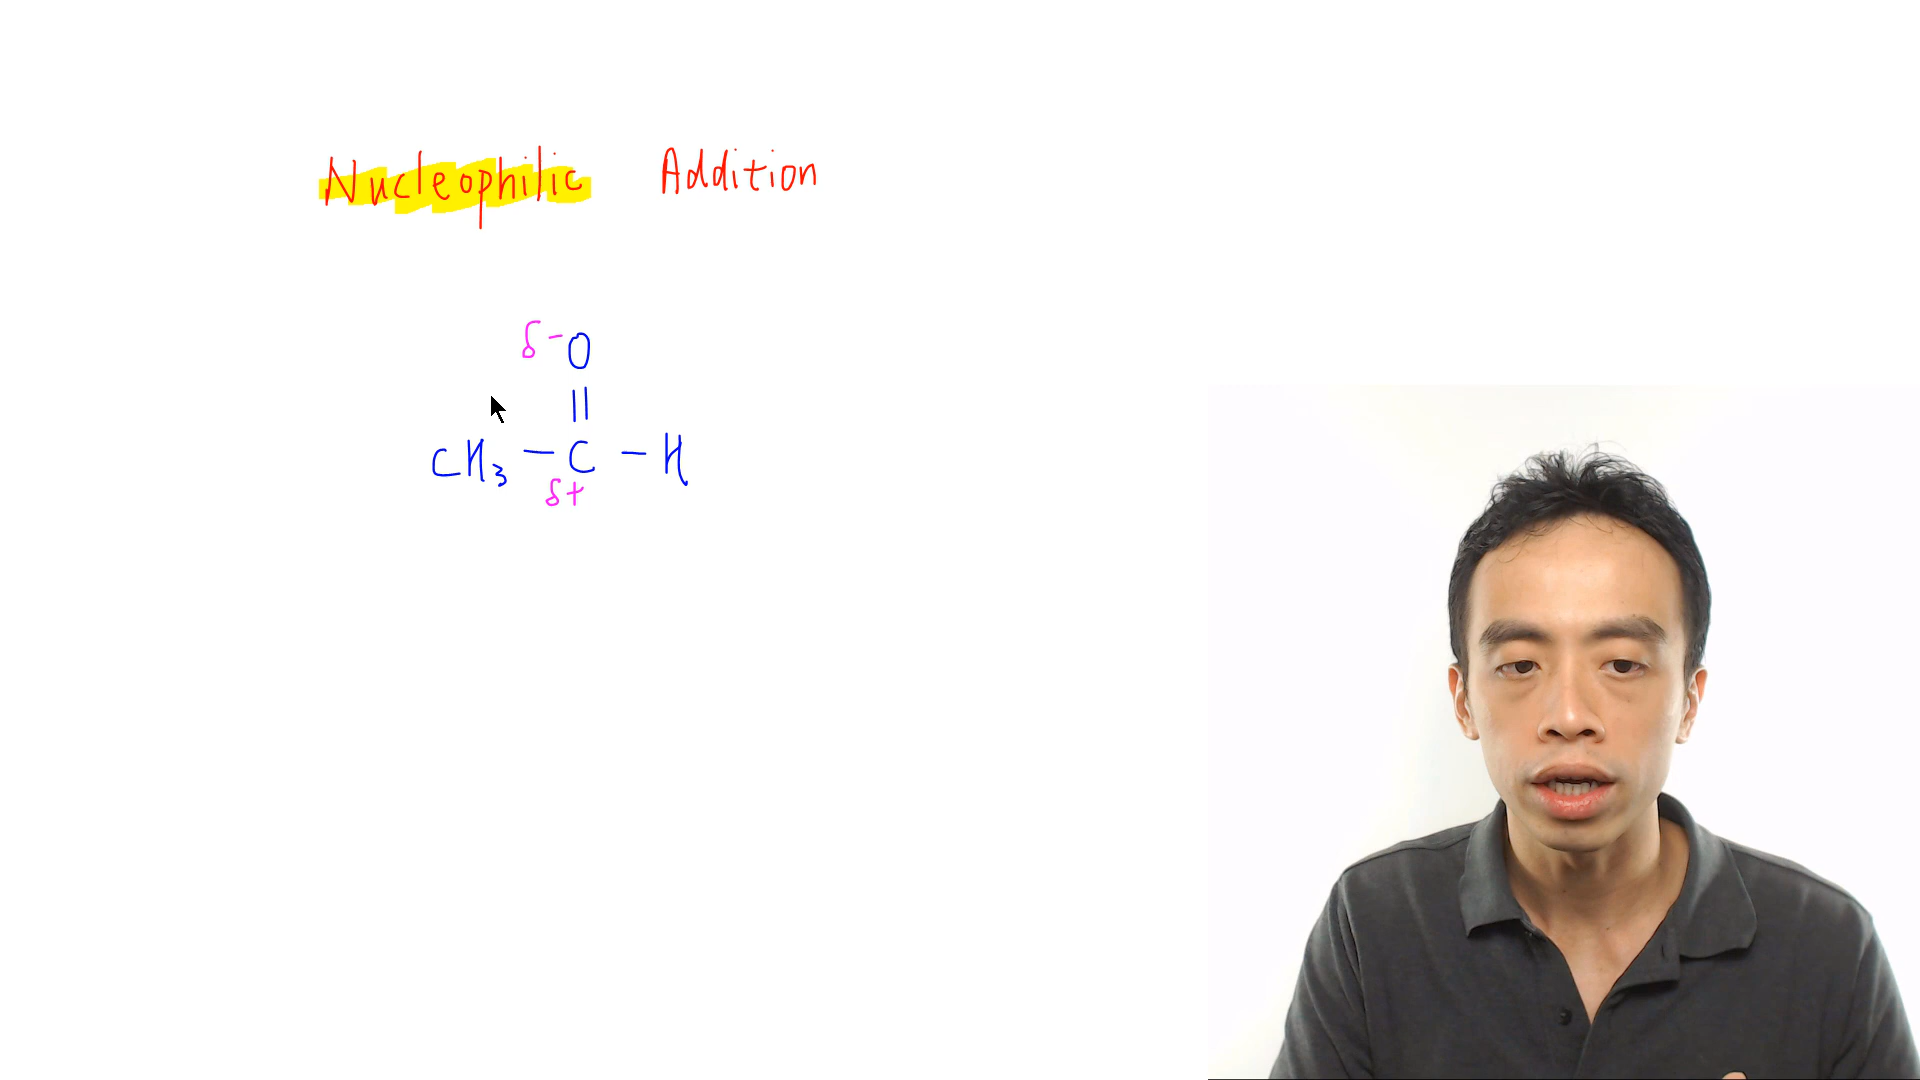 Nucleophilic Addition
δ- O
||
CH₃ - C - H
δ+